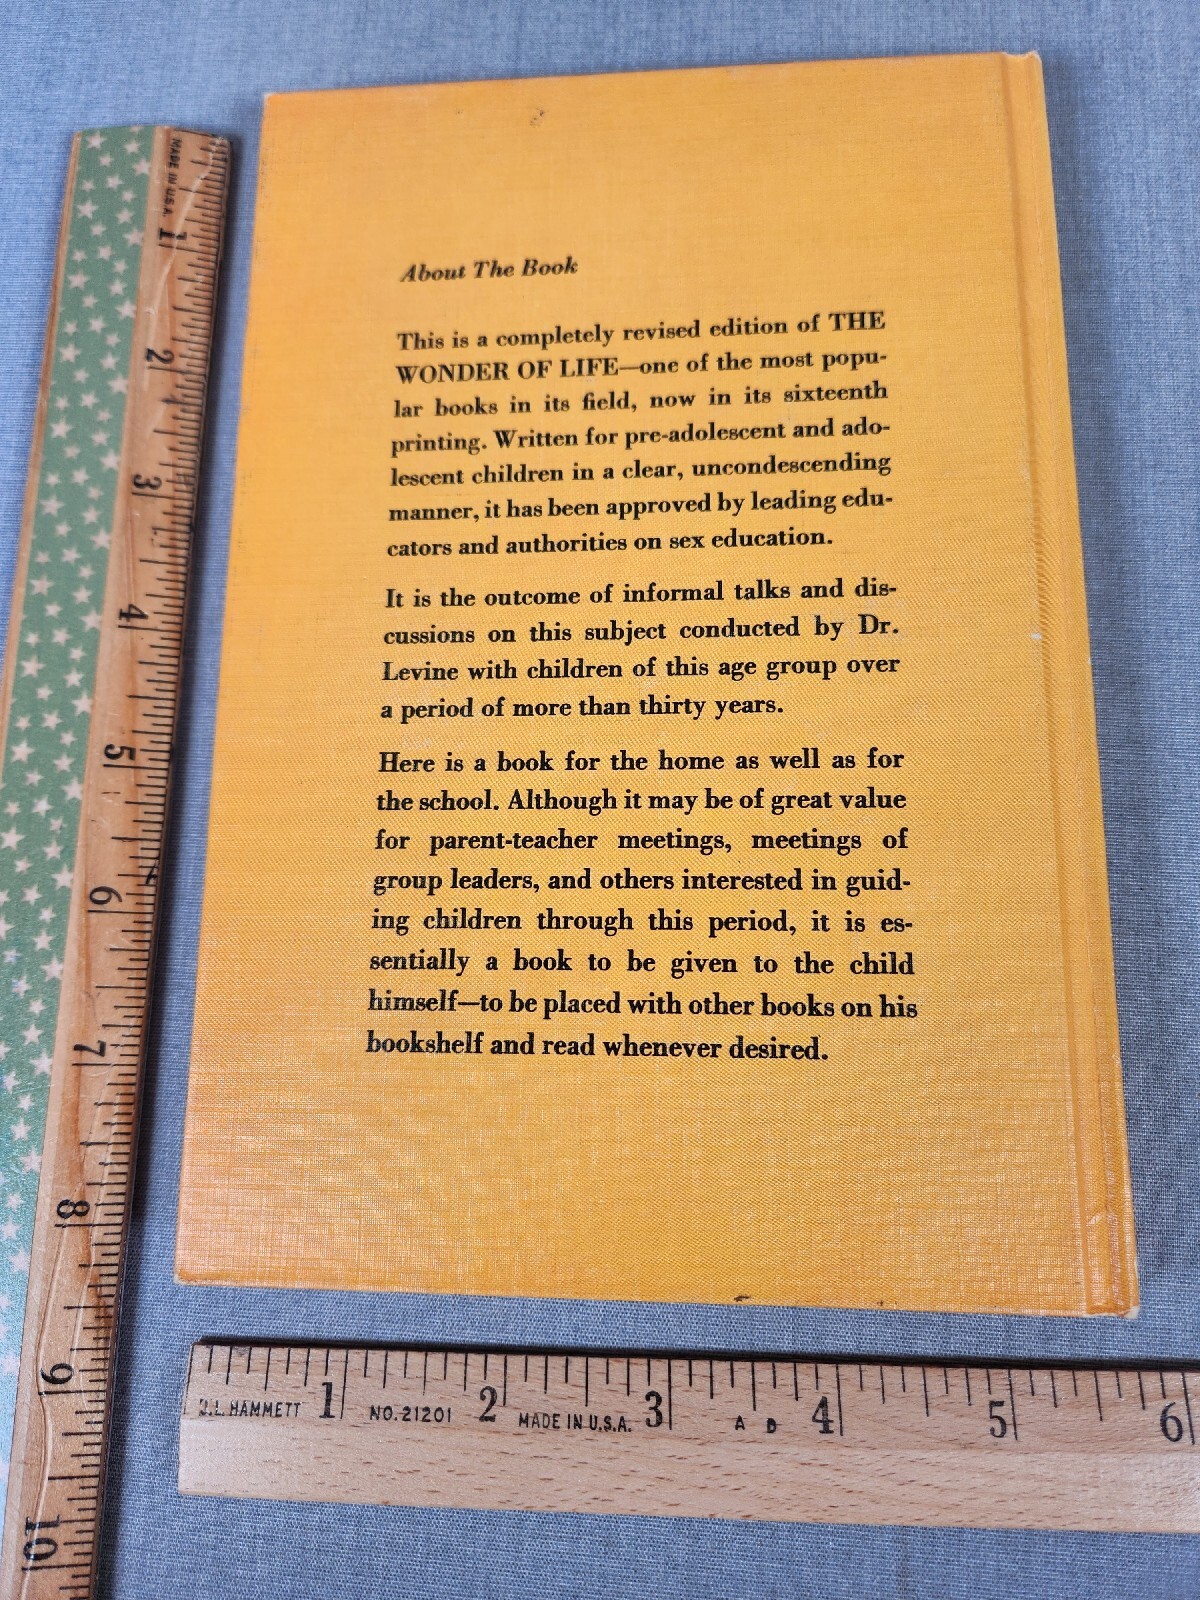 About The Book
This is a completely revised edition of THE
WONDER OF LIFE—one of the most popu-
lar books in its field, now in its sixteenth
printing. Written for pre-adolescent and ado-
lescent children in a clear, uncondescending
manner, it has been approved by leading edu-
cators and authorities on sex education.
It is the outcome of informal talks and dis-
cussions on this subject conducted by Dr.
Levine with children of this age group over
a period of more than thirty years.
Here is a book for the home as well as for
the school. Although it may be of great value
for parent-teacher meetings, meetings of
group leaders, and others interested in guid-
ing children through this period, it is es-
sentially a book to be given to the child
himself—to be placed with other books on his
bookshelf and read whenever desired.
MADE IN U.S.A.
1
2
3
4
5
6
7
8
9
10
J.L. HAMMETT 1 NO. 21201 2 MADE IN U.S.A. 3 A D 4 5 6